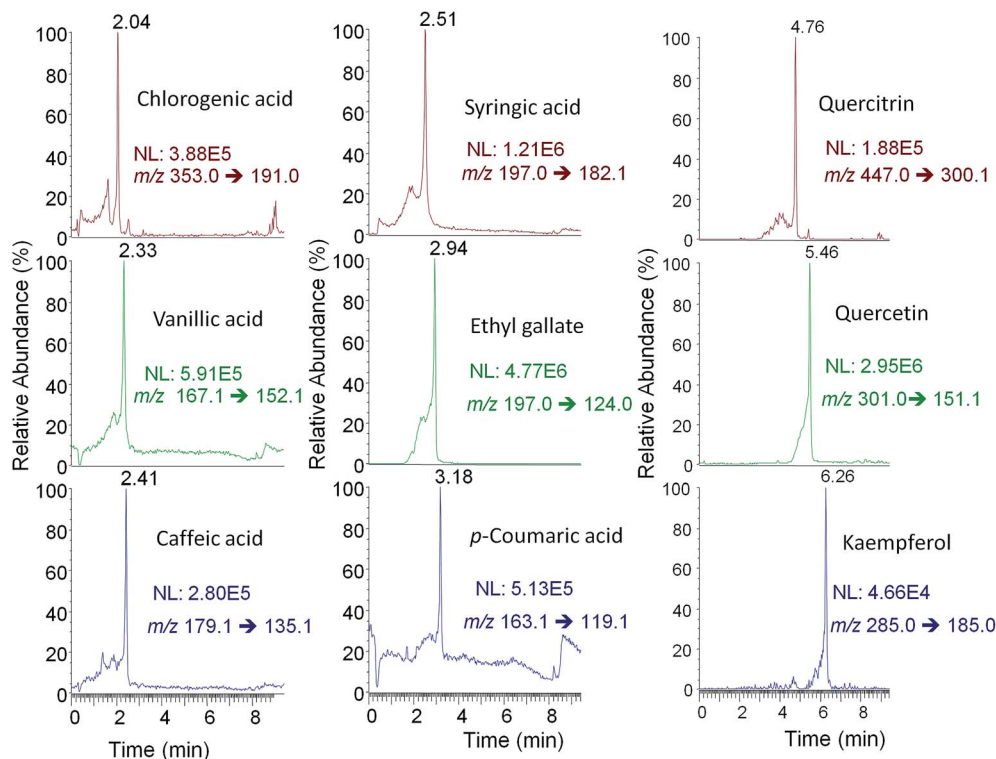 2.04
100
80
60
40
20
0
Chlorogenic acid
NL: 3.88E5
m/z 353.0 ➔ 191.0
2.51
100
80
60
40
20
0
Syringic acid
NL: 1.21E6
m/z 197.0 ➔ 182.1
4.76
100
80
60
40
20
0
Quercitrin
NL: 1.88E5
m/z 447.0 ➔ 300.1
Relative Abundance (%)
2.33
100
80
60
40
20
0
Vanillic acid
NL: 5.91E5
m/z 167.1 ➔ 152.1
Relative Abundance (%)
2.94
100
80
60
40
20
0
Ethyl gallate
NL: 4.77E6
m/z 197.0 ➔ 124.0
Relative Abundance (%)
5.46
100
80
60
40
20
0
Quercetin
NL: 2.95E6
m/z 301.0 ➔ 151.1
2.41
100
80
60
40
20
0
Caffeic acid
NL: 2.80E5
m/z 179.1 ➔ 135.1
0 2 4 6 8
Time (min)
3.18
100
80
60
40
20
0
p-Coumaric acid
NL: 5.13E5
m/z 163.1 ➔ 119.1
0 2 4 6 8
Time (min)
6.26
100
80
60
40
20
0
Kaempferol
NL: 4.66E4
m/z 285.0 ➔ 185.0
0 2 4 6 8
Time (min)